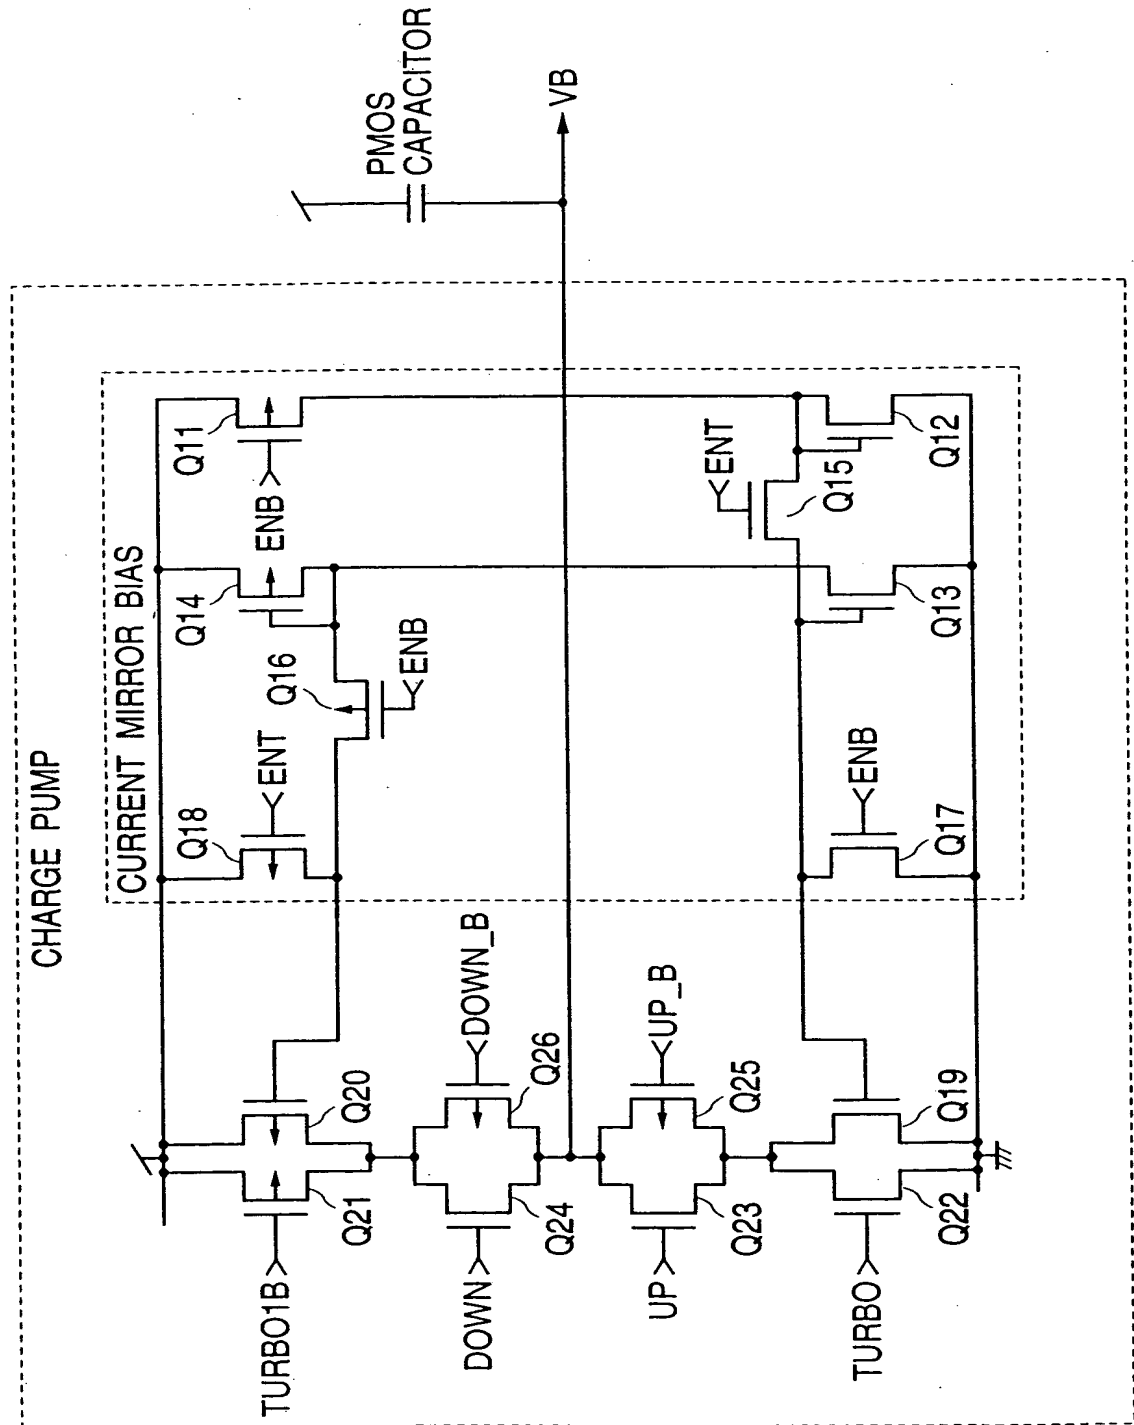 CHARGE PUMP
CURRENT MIRROR BIAS
PMOS
CAPACITOR
VB
TURBO1B
Q21
Q20
Q18
ENT
Q16
ENB
Q14
ENB
Q11
DOWN
Q24
Q26
DOWN_B
UP
Q23
Q25
UP_B
TURBO
Q22
Q19
Q17
ENB
Q13
Q15
ENT
Q12